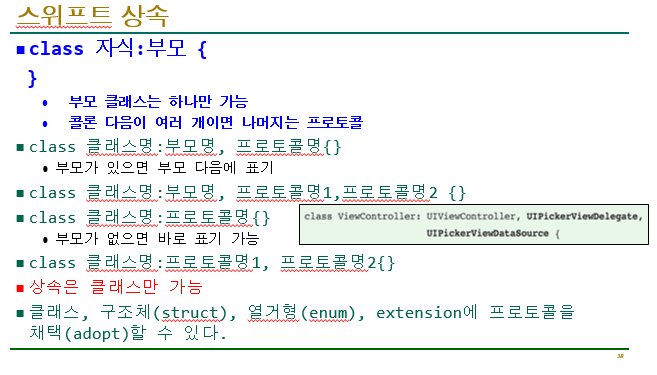 스위프트 상속
class 자식:부모 {
}
부모 클래스는 하나만 가능
콜론 다음이 여러 개이면 나머지는 프로토콜
class 클래스명:부모명, 프로토콜명{}
부모가 있으면 부모 다음에 표기
class 클래스명:부모명, 프로토콜명1,프로토콜명2 {}
class 클래스명:프로토콜명{}
부모가 없으면 바로 표기 가능
class ViewController: UIViewController, UIPickerViewDelegate,
UIPickerViewDataSource {
class 클래스명:프로토콜명1, 프로토콜명2{}
상속은 클래스만 가능
클래스, 구조체(struct), 열거형(enum), extension에 프로토콜을
채택(adopt)할 수 있다.